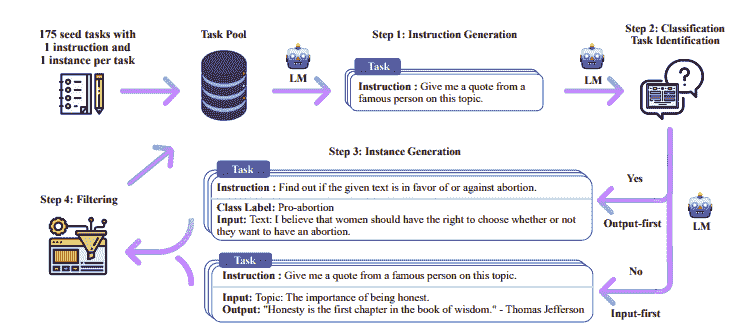 175 seed tasks with
1 instruction and
1 instance per task
Task Pool
LM
Step 1: Instruction Generation
Task
Instruction : Give me a quote from a
famous person on this topic.
LM
Step 2: Classification
Task Identification
Step 3: Instance Generation
Task
Instruction : Find out if the given text is in favor of or against abortion.
Class Label: Pro-abortion
Input: Text: I believe that women should have the right to choose whether or not
they want to have an abortion.
Yes
Output-first
LM
Step 4: Filtering
Task
Instruction : Give me a quote from a famous person on this topic.
Input: Topic: The importance of being honest.
Output: "Honesty is the first chapter in the book of wisdom." - Thomas Jefferson
No
Input-first